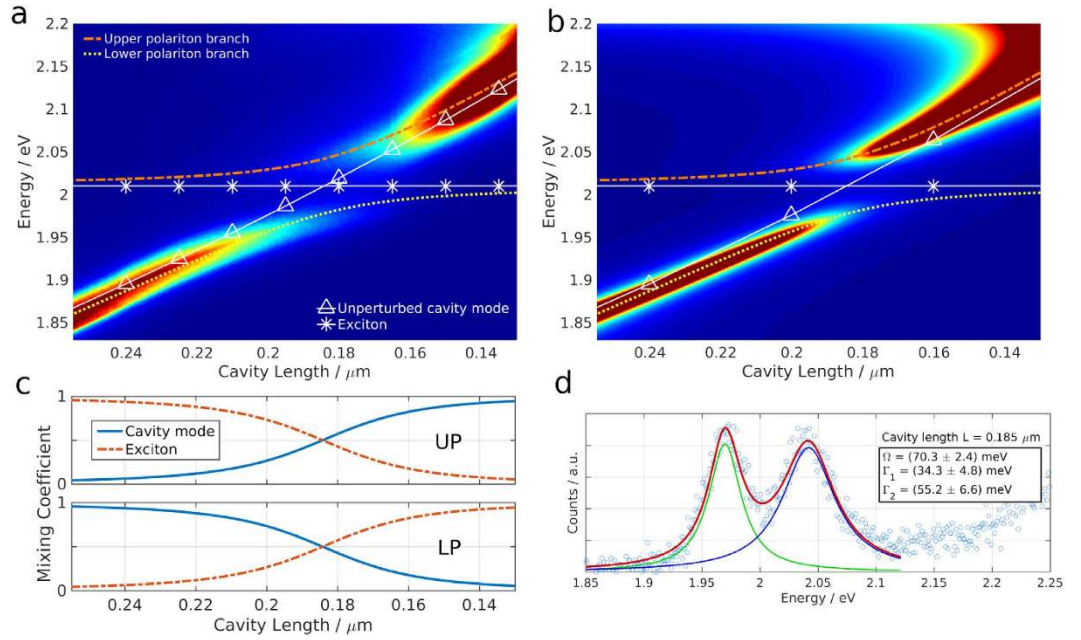 a
Upper polariton branch
Lower polariton branch
Unperturbed cavity mode
Exciton
Energy / eV
2.2
2.15
2.1
2.05
2
1.95
1.9
1.85
0.24 0.22 0.2 0.18 0.16 0.14
Cavity Length / μm
b
Energy / eV
2.2
2.15
2.1
2.05
2
1.95
1.9
1.85
0.24 0.22 0.2 0.18 0.16 0.14
Cavity Length / μm
c
Mixing Coefficient
1
0
1
0
Cavity mode
Exciton
UP
LP
0.24 0.22 0.2 0.18 0.16 0.14
Cavity Length / μm
d
Counts / a.u.
Cavity length L = 0.185 μm
Ω = (70.3 ± 2.4) meV
Γ1 = (34.3 ± 4.8) meV
Γ2 = (55.2 ± 6.6) meV
1.85 1.9 1.95 2 2.05 2.1 2.15 2.2 2.25
Energy / eV